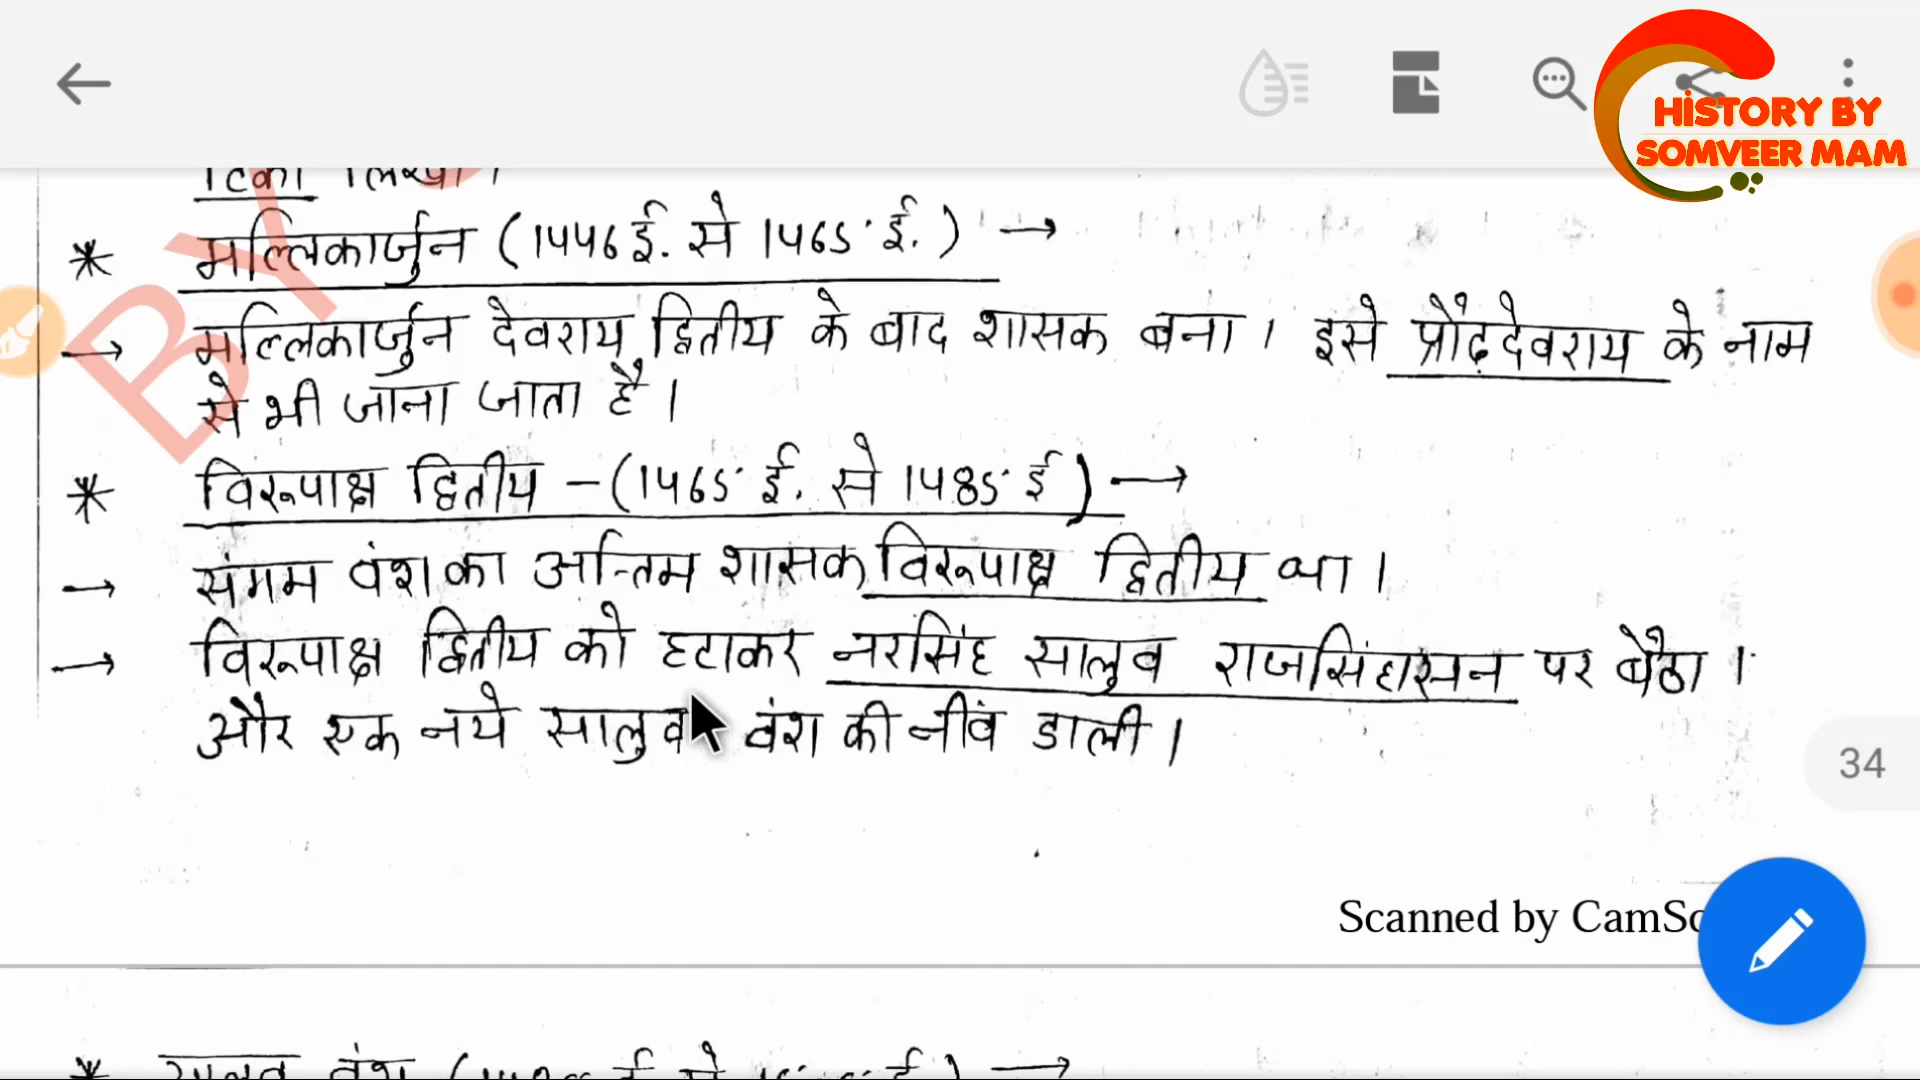 HISTORY BY
SOMVEER MAM
BY
टिका लिखी।
* मल्लिकार्जुन (1446 ई. से 1465 ई.) →
→ मल्लिकार्जुन देवराय द्वितीय के बाद शासक बना। इसे प्रौढ़देवराय के नाम
से भी जाना जाता है।
* विरूपाक्ष द्वितीय - (1465 ई. से 1485 ई) →
→ संगम वंश का अन्तिम शासक विरूपाक्ष द्वितीय था।
→ विरूपाक्ष द्वितीय को हटाकर नरसिंह सालुव राजसिंहासन पर बैठा।
और एक नये सालुव वंश की नींव डाली।
34
Scanned by CamSc
* सालुव वंश ( ई से ई) →